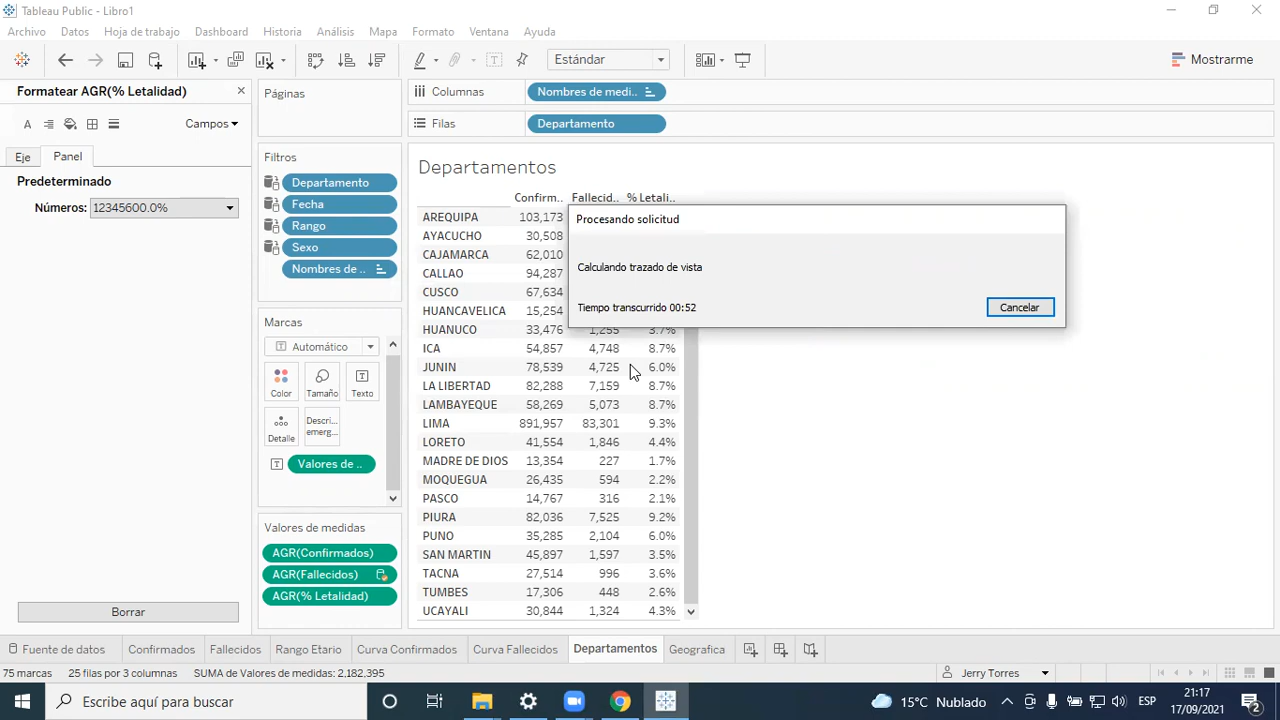 Tableau Public - Libro1
Archivo Datos Hoja de trabajo Dashboard Historia Análisis Mapa Formato Ventana Ayuda
Estándar
Mostrarme
Formatear AGR(% Letalidad)
Campos
Eje Panel
Predeterminado
Números: 12345600.0%
Borrar
Páginas
Filtros
Departamento
Fecha
Rango
Sexo
Nombres de ..
Marcas
Automático
Color Tamaño Texto
Detalle Descri.. emerg..
Valores de ..
Valores de medidas
AGR(Confirmados)
AGR(Fallecidos)
AGR(% Letalidad)
Columnas Nombres de medi..
Filas Departamento
Departamentos
Confirm.. Fallecid.. % Letali..
AREQUIPA 103,173
AYACUCHO 30,508
CAJAMARCA 62,010
CALLAO 94,287
CUSCO 67,634
HUANCAVELICA 15,254
HUANUCO 33,476 1,255 3.7%
ICA 54,857 4,748 8.7%
JUNIN 78,539 4,725 6.0%
LA LIBERTAD 82,288 7,159 8.7%
LAMBAYEQUE 58,269 5,073 8.7%
LIMA 891,957 83,301 9.3%
LORETO 41,554 1,846 4.4%
MADRE DE DIOS 13,354 227 1.7%
MOQUEGUA 26,435 594 2.2%
PASCO 14,767 316 2.1%
PIURA 82,036 7,525 9.2%
PUNO 35,285 2,104 6.0%
SAN MARTIN 45,897 1,597 3.5%
TACNA 27,514 996 3.6%
TUMBES 17,306 448 2.6%
UCAYALI 30,844 1,324 4.3%
Procesando solicitud
Calculando trazado de vista
Tiempo transcurrido 00:52
Cancelar
Fuente de datos Confirmados Fallecidos Rango Etario Curva Confirmados Curva Fallecidos Departamentos Geografica
75 marcas 25 filas por 3 columnas SUMA de Valores de medidas: 2,182,395
Jerry Torres
Escribe aquí para buscar
15°C Nublado
ESP
21:17
17/09/2021
2